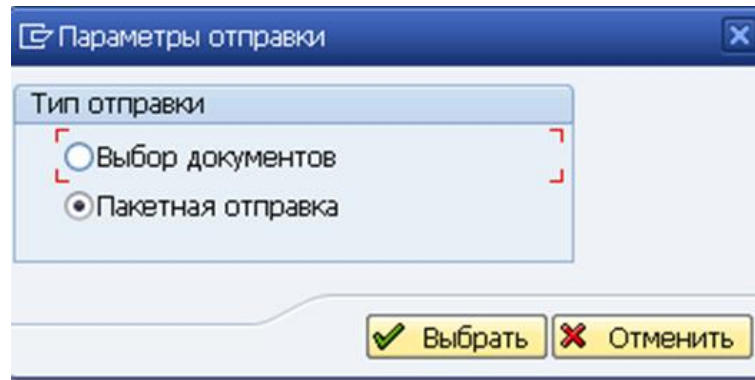 Параметры отправки
Тип отправки
Выбор документов
Пакетная отправка
Выбрать Отменить